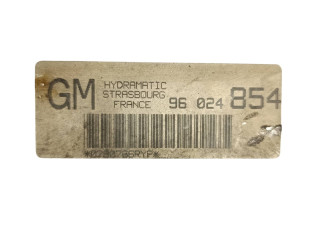 GM HYDRAMATIC
STRASBOURG
FRANCE 96 024 854